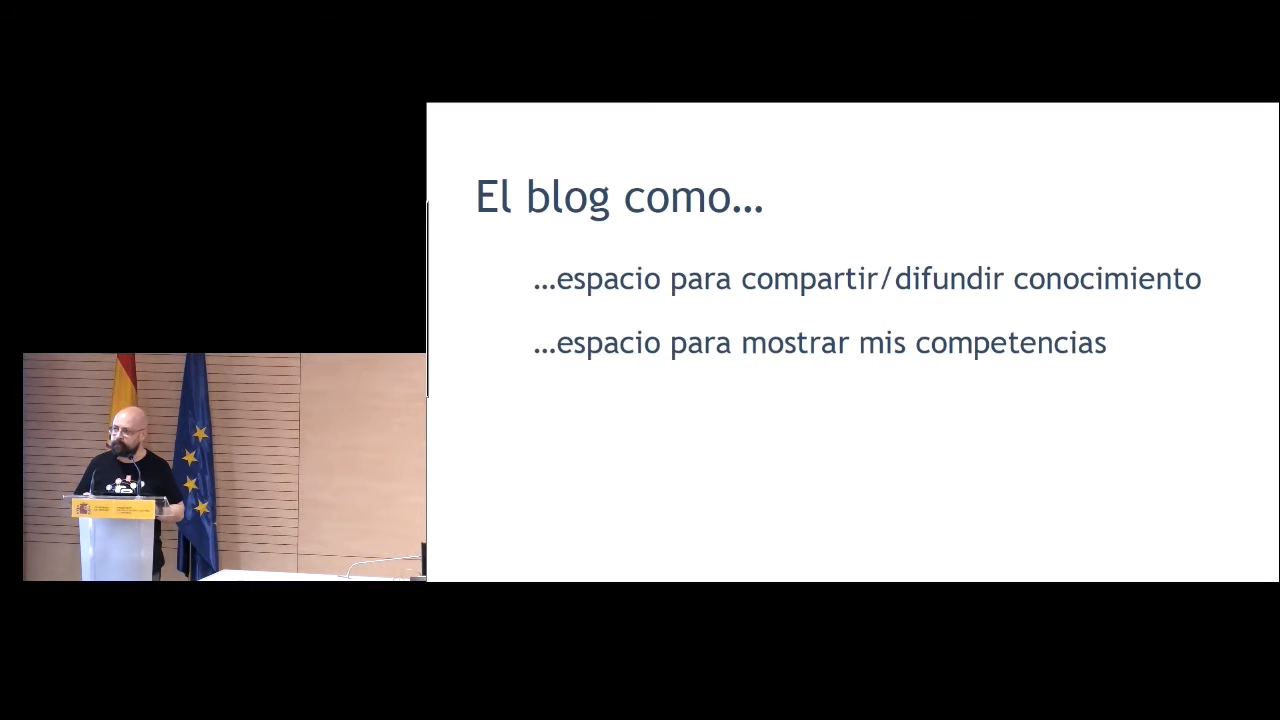 El blog como…
…espacio para compartir/difundir conocimiento
…espacio para mostrar mis competencias